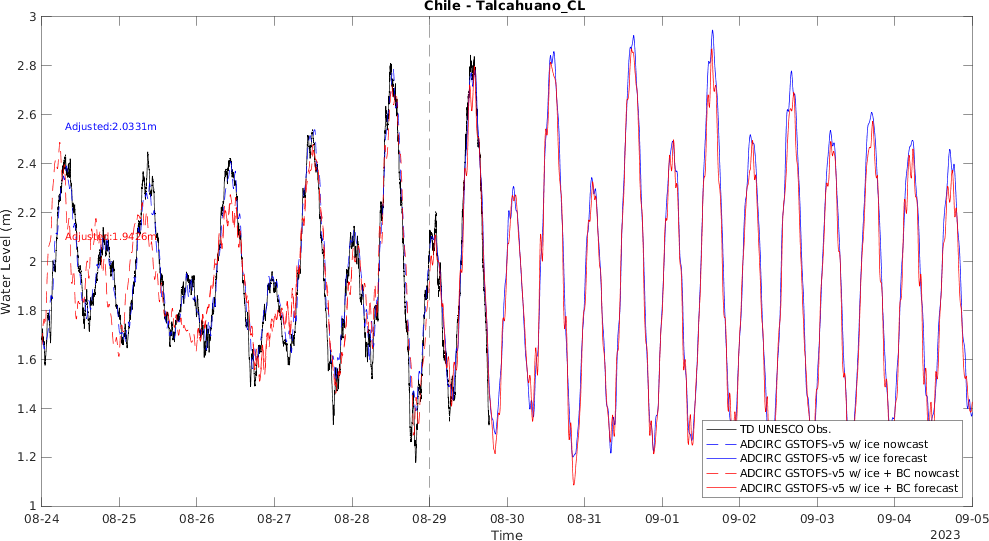 Chile - Talcahuano_CL
3
2.8
2.6
2.4
2.2
2
1.8
1.6
1.4
1.2
1
Water Level (m)
Adjusted:2.0331m
Adjusted:1.9426m
TD UNESCO Obs.
ADCIRC GSTOFS-v5 w/ ice nowcast
ADCIRC GSTOFS-v5 w/ ice forecast
ADCIRC GSTOFS-v5 w/ ice + BC nowcast
ADCIRC GSTOFS-v5 w/ ice + BC forecast
08-24 08-25 08-26 08-27 08-28 08-29 08-30 08-31 09-01 09-02 09-03 09-04 09-05
Time
2023